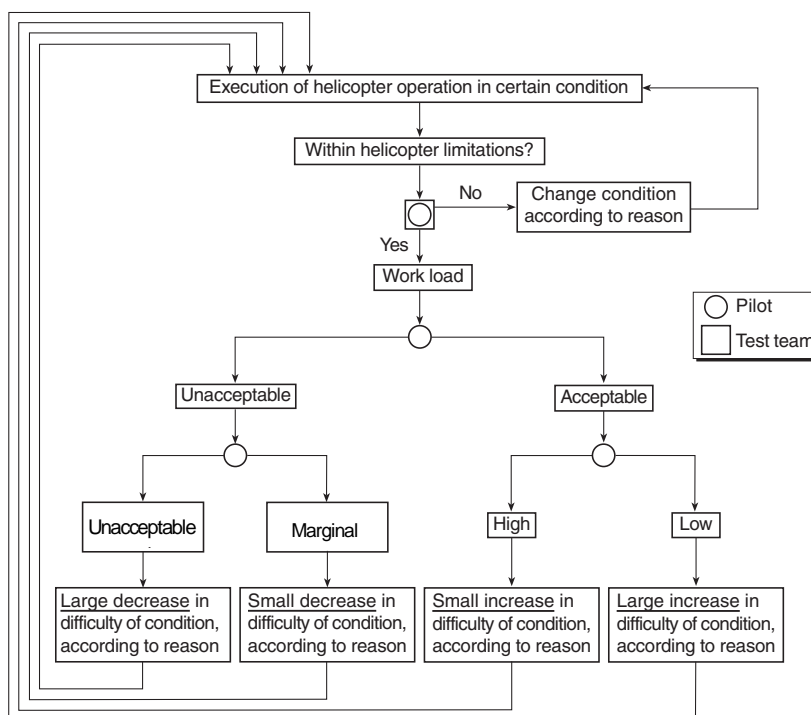 Execution of helicopter operation in certain condition
Within helicopter limitations?
No
Change condition
according to reason
Yes
Work load
Pilot
Test team
Unacceptable
Acceptable
Unacceptable
Marginal
High
Low
Large decrease in
difficulty of condition,
according to reason
Small decrease in
difficulty of condition,
according to reason
Small increase in
difficulty of condition,
according to reason
Large increase in
difficulty of condition,
according to reason